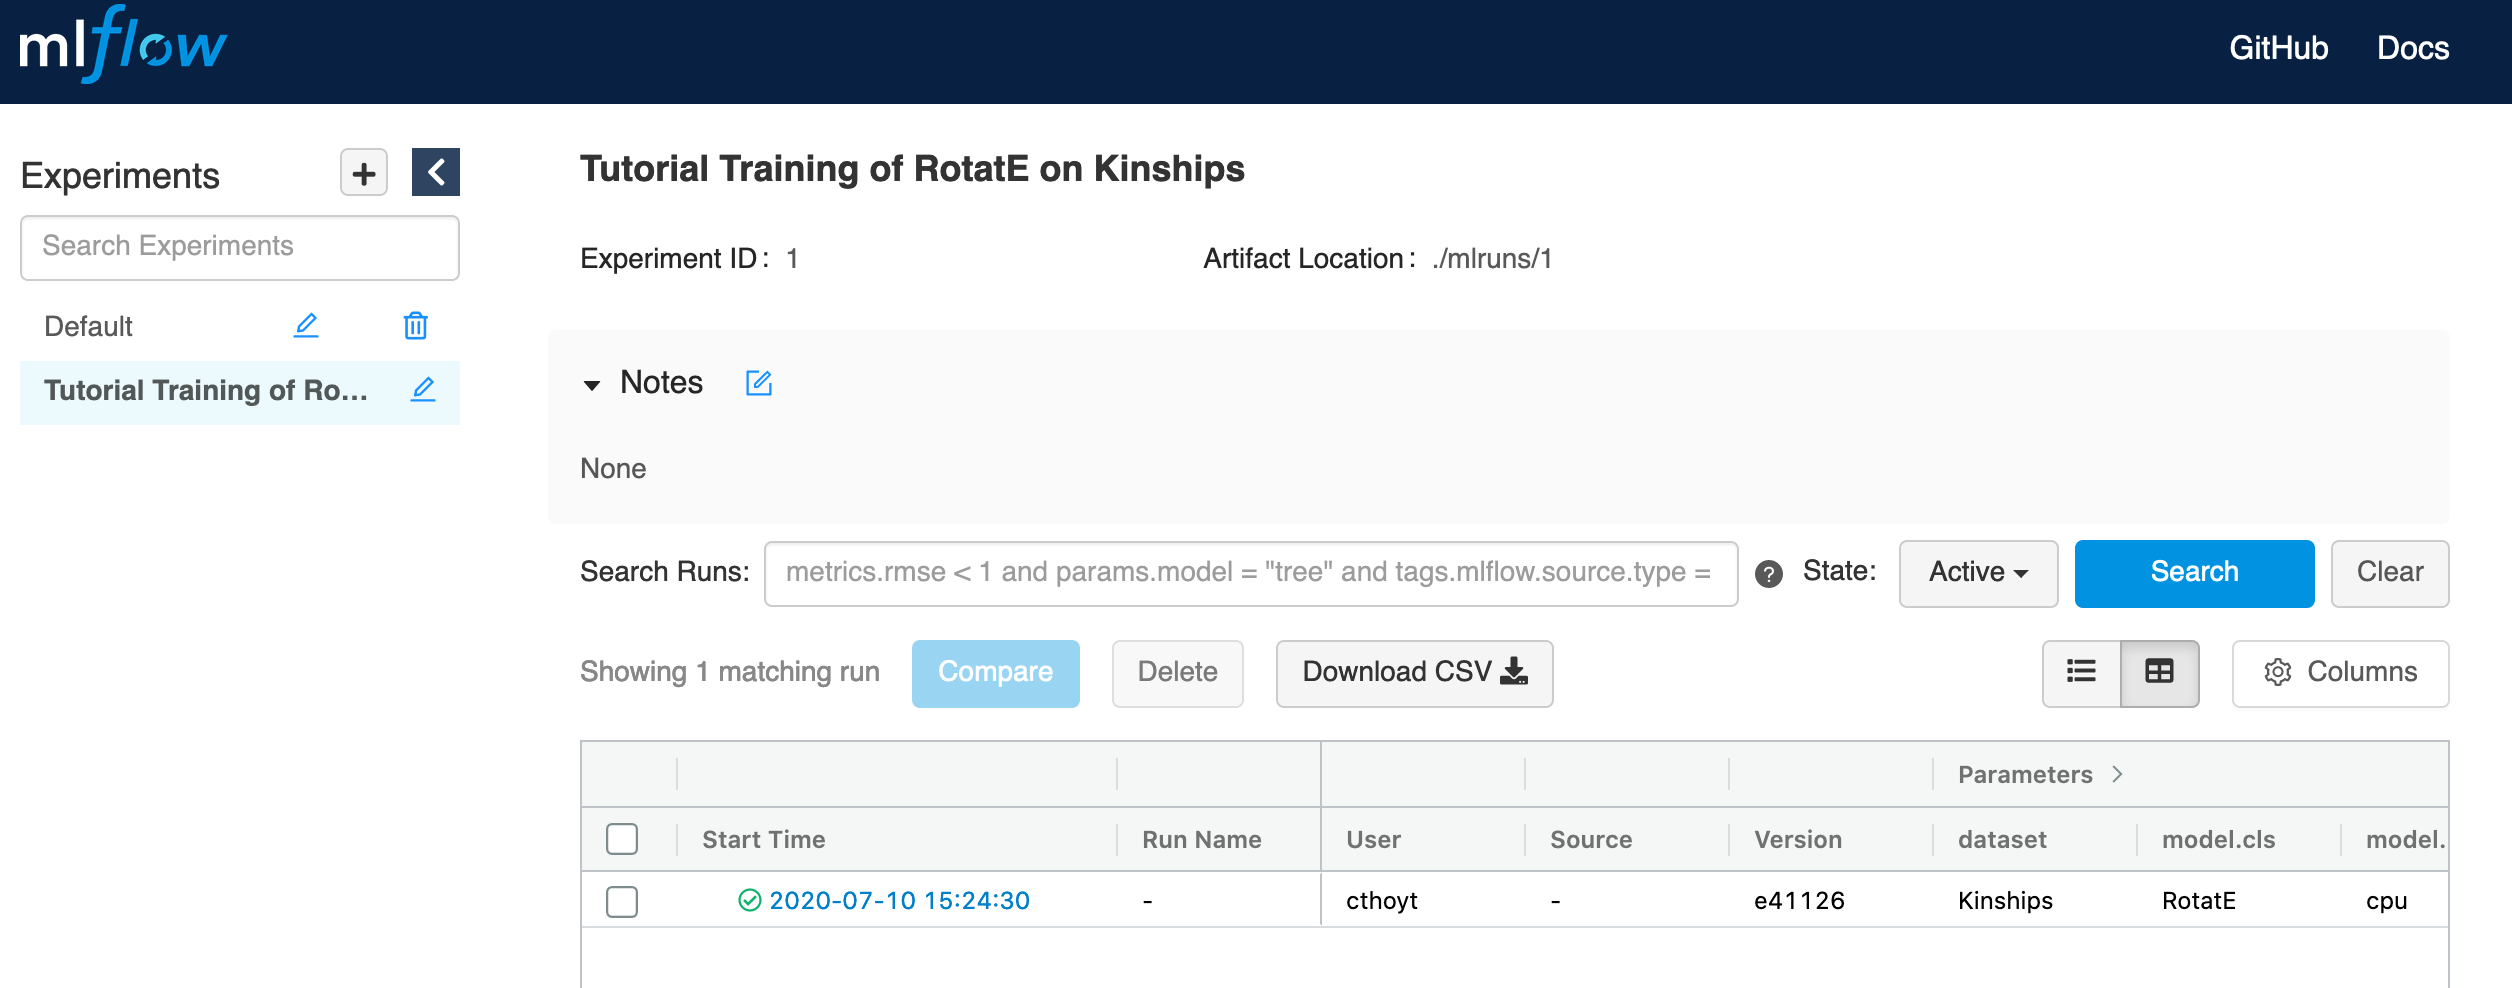 mlflow
GitHub Docs
Experiments
Search Experiments
Default
Tutorial Training of Ro...
Tutorial Training of RotatE on Kinships
Experiment ID: 1 Artifact Location: ./mlruns/1
Notes
None
Search Runs: metrics.rmse < 1 and params.model = "tree" and tags.mlflow.source.type = ? State: Active Search Clear
Showing 1 matching run Compare Delete Download CSV Columns
Parameters >
Start Time Run Name User Source Version dataset model.cls model.
2020-07-10 15:24:30 - cthoyt - e41126 Kinships RotatE cpu